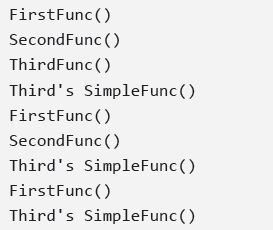 FirstFunc()
SecondFunc()
ThirdFunc()
Third's SimpleFunc()
FirstFunc()
SecondFunc()
Third's SimpleFunc()
FirstFunc()
Third's SimpleFunc()